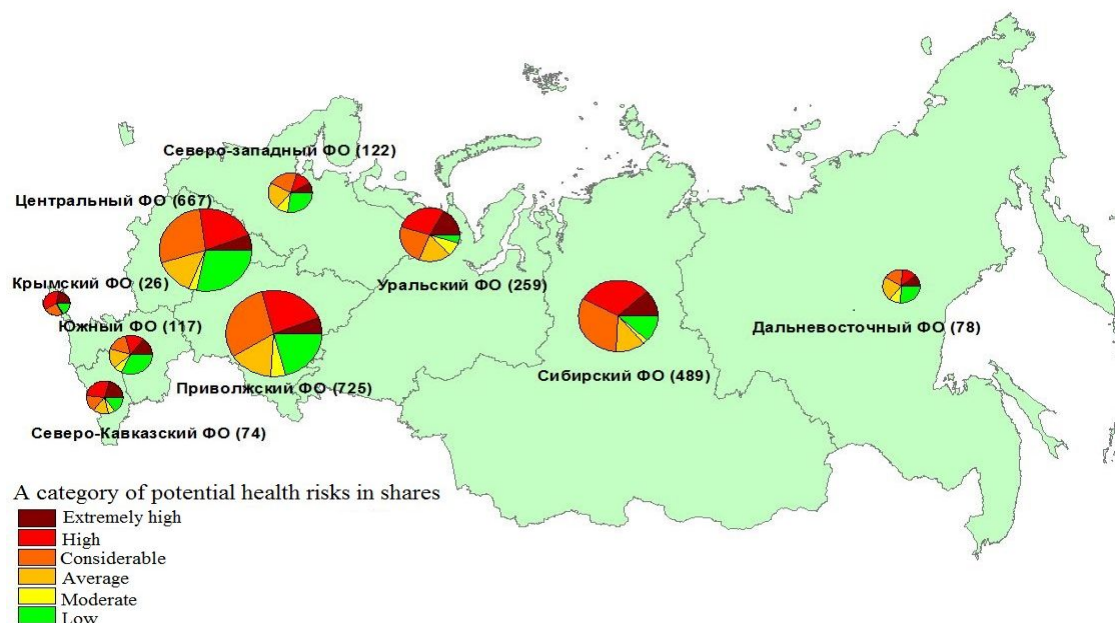 Северо-западный ФО (122)
Центральный ФО (667)
Крымский ФО (26)
Уральский ФО (259)
Южный ФО (117)
Дальневосточный ФО (78)
Сибирский ФО (489)
Приволжский ФО (725)
Северо-Кавказский ФО (74)
A category of potential health risks in shares
Extremely high
High
Considerable
Average
Moderate
Low